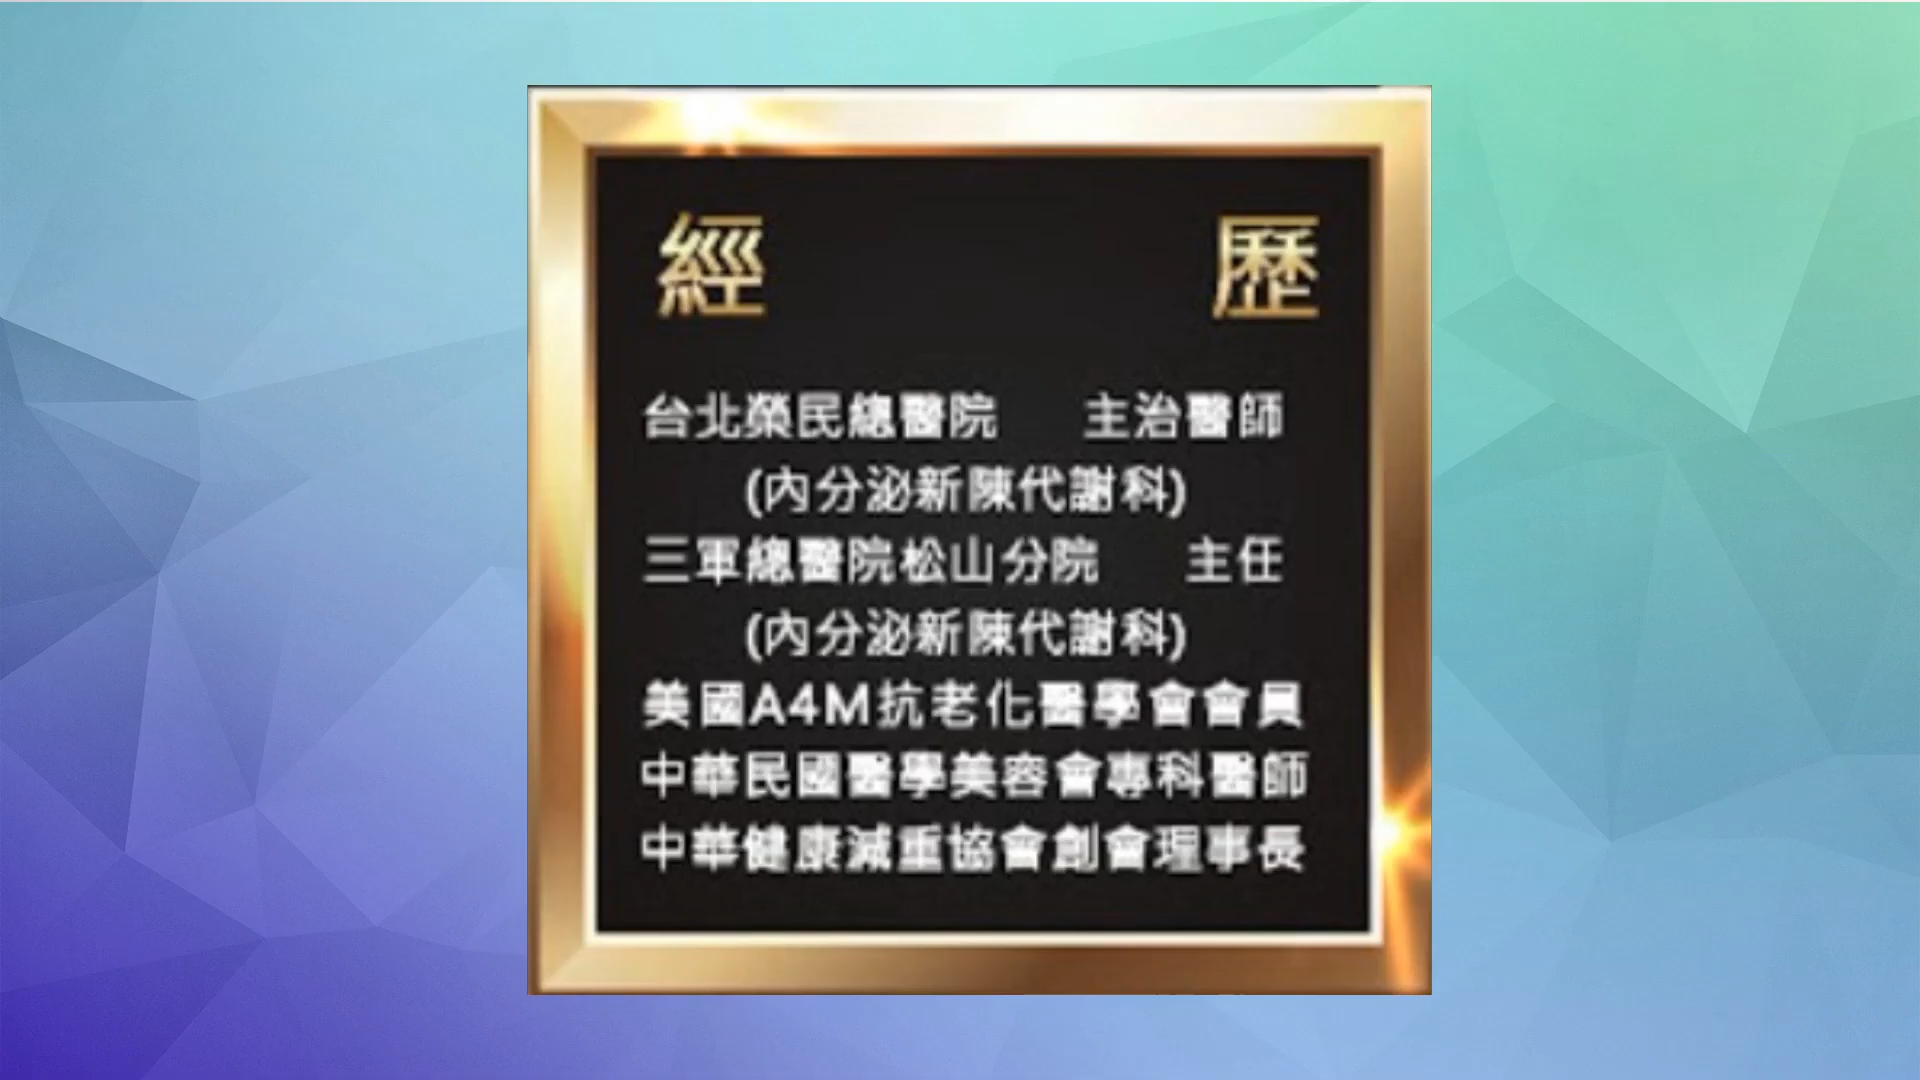 經歷
台北榮民總醫院 主治醫師
(內分泌新陳代謝科)
三軍總醫院松山分院 主任
(內分泌新陳代謝科)
美國A4M抗老化醫學會會員
中華民國醫學美容會專科醫師
中華健康減重協會創會理事長